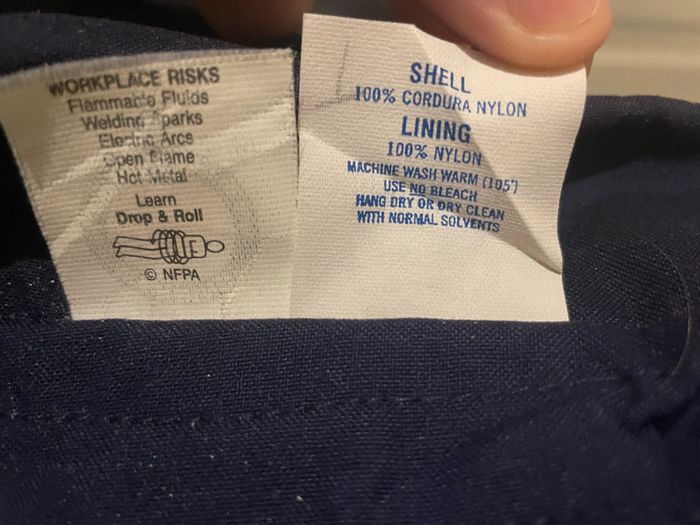 WORKPLACE RISKS
Flammable Fluids
Welding Sparks
Electric Arcs
Open Flame
Hot Metal
Learn
Drop & Roll
© NFPA
SHELL
100% CORDURA NYLON
LINING
100% NYLON
MACHINE WASH WARM (105°)
USE NO BLEACH
HANG DRY OR DRY CLEAN
WITH NORMAL SOLVENTS